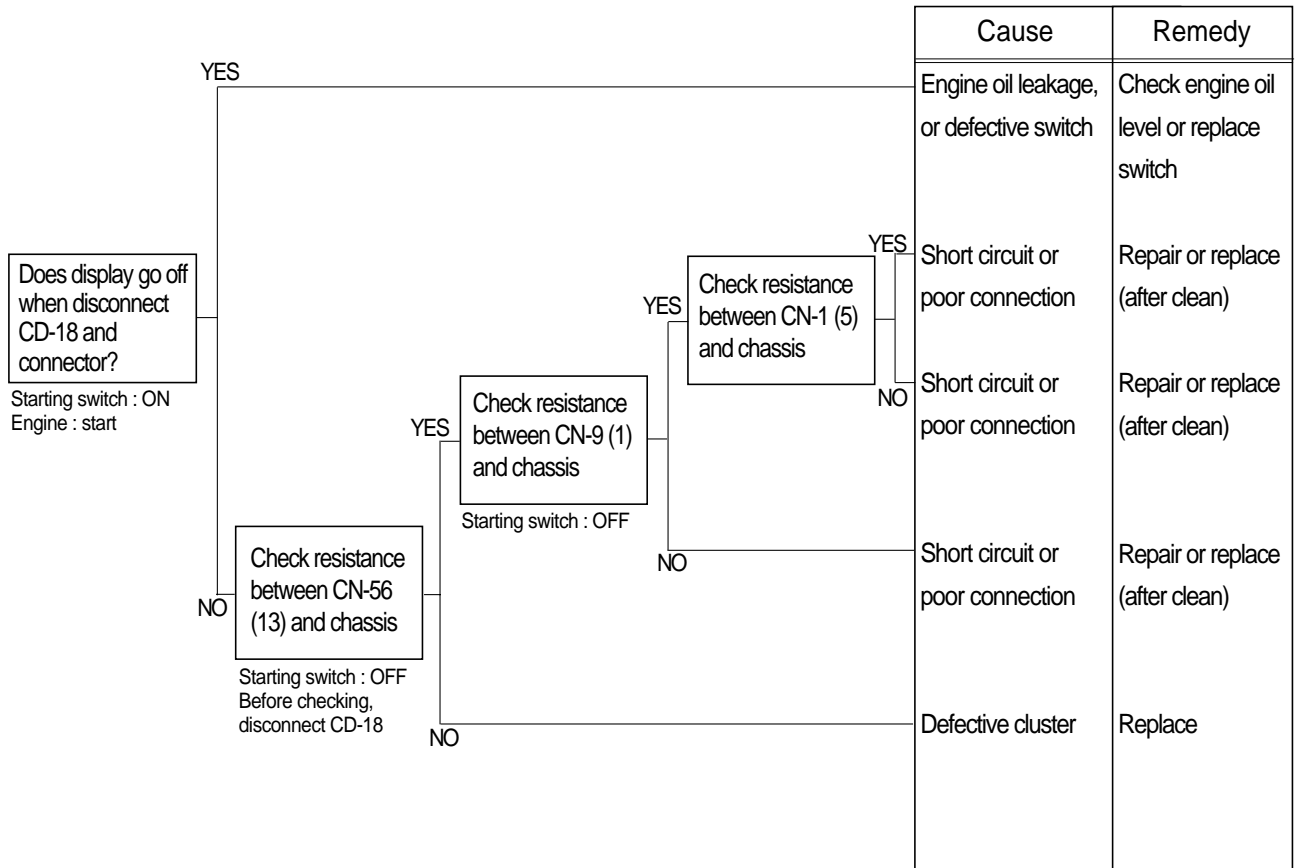 Cause
Remedy
YES
Engine oil leakage,
or defective switch
Check engine oil
level or replace
switch
Does display go off
when disconnect
CD-18 and
connector?
Starting switch : ON
Engine : start
NO
Check resistance
between CN-56
(13) and chassis
Starting switch : OFF
Before checking,
disconnect CD-18
YES
Check resistance
between CN-9 (1)
and chassis
Starting switch : OFF
YES
Check resistance
between CN-1 (5)
and chassis
YES
Short circuit or
poor connection
Repair or replace
(after clean)
NO
Short circuit or
poor connection
Repair or replace
(after clean)
NO
Short circuit or
poor connection
Repair or replace
(after clean)
NO
Defective cluster
Replace